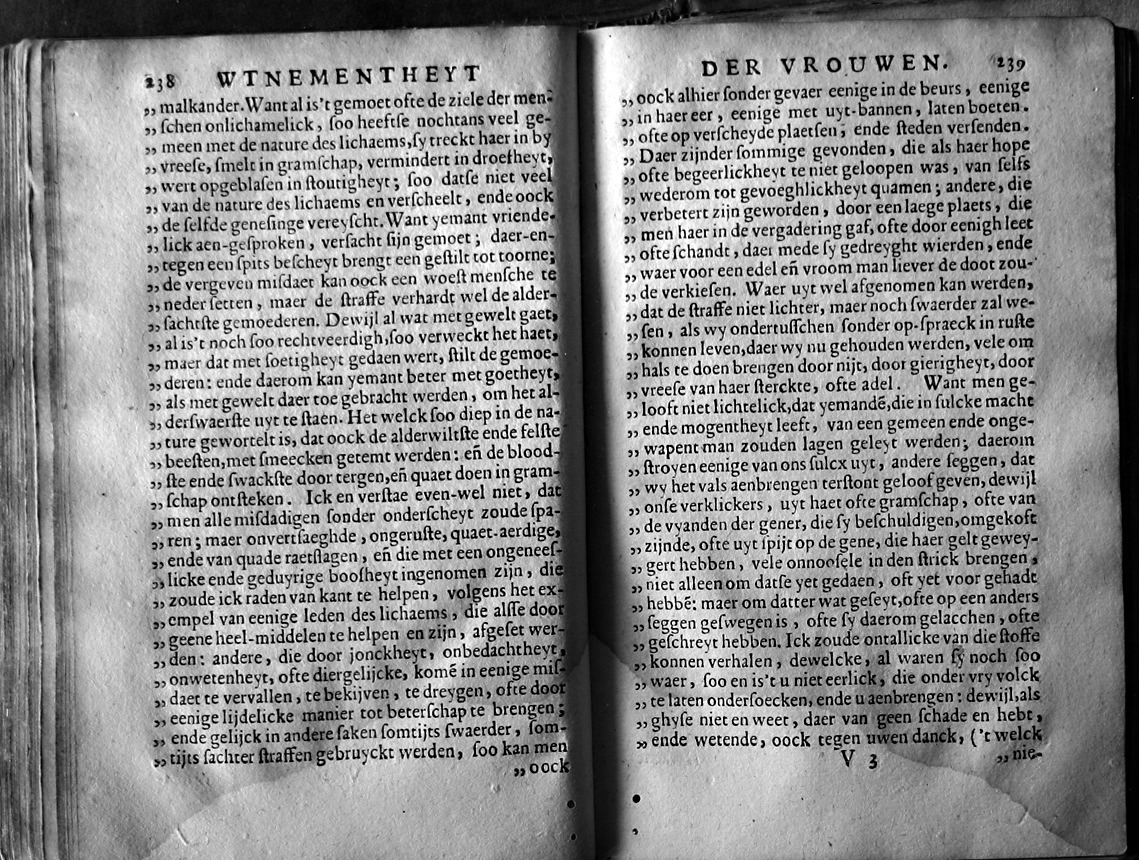 238 WTNEMENTHEYT
„ malkander. Want al is't gemoet ofte de ziele der men-
„ ſchen onlichamelick, ſoo heeftſe nochtans veel ge-
„ meen met de nature des lichaems, ſy treckt haer in by
„ vreeſe, ſmelt in gramſchap, vermindert in droefheyt,
„ wert opgeblaſen in ſtoutigheyt; ſoo datſe niet veel
„ van de nature des lichaems en verſcheelt, ende oock
„ de ſelfde geneſinge vereyſcht. Want yemant vriende-
„ lick aen-geſproken, verſacht ſijn gemoet; daer-en-
„ tegen een ſpits beſcheyt brengt een geſtilt tot toorne;
„ de vergeven miſdaet kan oock een woeſt menſche te
„ neder ſetten, maer de ſtraffe verhardt wel de alder-
„ ſachtſte gemoederen. Dewijl al wat met gewelt gaet,
„ al is't noch ſoo rechtveerdigh, ſoo verweckt het haet,
„ maer dat met ſoetigheyt gedaen wert, ſtilt de gemoe-
„ deren: ende daerom kan yemant beter met goetheyt,
„ als met gewelt daer toe gebracht werden, om het al-
„ derſwaerſte uyt te ſtaen. Het welck ſoo diep in de na-
„ ture gewortelt is, dat oock de alderwiltſte ende felſte
„ beeſten, met ſmeecken getemt werden: eñ de blood-
„ ſte ende ſwackſte door tergen, eñ quaet doen in gram-
„ ſchap ontſteken. Ick en verſtae even-wel niet, dat
„ men alle miſdadigen ſonder onderſcheyt zoude ſpa-
„ ren; maer onvertſaeghde, ongeruſte, quaet-aerdige,
„ ende van quade raetſlagen, eñ die met een ongeneeſ-
„ licke ende geduyrige booſheyt ingenomen zijn, die
„ zoude ick raden van kant te helpen, volgens het ex-
„ empel van eenige leden des lichaems, die alſſe door
„ geene heel-middelen te helpen en zijn, afgeſet wer-
„ den: andere, die door jonckheyt, onbedachtheyt,
„ onwetenheyt, ofte diergelijcke, komẽ in eenige miſ-
„ daet te vervallen, te bekijven, te dreygen, ofte door
„ eenige lijdelicke manier tot beterſchap te brengen;
„ ende gelijck in andere ſaken ſomtijts ſwaerder, ſom-
„ tijts ſachter ſtraffen gebruyckt werden, ſoo kan men
„ oock
DER VROUWEN. 239
„ oock alhier ſonder gevaer eenige in de beurs, eenige
„ in haer eer, eenige met uyt-bannen, laten boeten.
„ ofte op verſcheyde plaetſen, ende ſteden verſenden.
„ Daer zijnder ſommige gevonden, die als haer hope
„ ofte begeerlickheyt te niet geloopen was, van ſelfs
„ wederom tot gevoeghlickheyt quamen; andere, die
„ verbetert zijn geworden, door een laege plaets, die
„ men haer in de vergadering gaf, ofte door eenigh leet
„ ofte ſchandt, daer mede ſy gedreyght wierden, ende
„ waer voor een edel eñ vroom man liever de doot zou-
„ de verkieſen. Waer uyt wel afgenomen kan werden,
„ dat de ſtraffe niet lichter, maer noch ſwaerder zal we-
„ ſen, als wy ondertuſſchen ſonder op-ſpraeck in ruſte
„ konnen leven, daer wy nu gehouden werden, vele om
„ hals te doen brengen door nijt, door gierigheyt, door
„ vreeſe van haer ſterckte, ofte adel. Want men ge-
„ looft niet lichtelick, dat yemandẽ, die in ſulcke macht
„ ende mogentheyt leeft, van een gemeen ende onge-
„ wapent man zouden lagen geleyt werden; daerom
„ ſtroyen eenige van ons ſulcx uyt, andere ſeggen, dat
„ wy het vals aenbrengen terſtont geloof geven, dewijl
„ onſe verklickers, uyt haet ofte gramſchap, ofte van
„ de vyanden der gener, die ſy beſchuldigen, omgekoft
„ zijnde, ofte uyt ſpijt op de gene, die haer gelt gewey-
„ gert hebben, vele onnooſele in den ſtrick brengen,
„ niet alleen om datſe yet gedaen, oft yet voor gehadt
„ hebbẽ: maer om datter wat geſeyt, ofte op een anders
„ ſeggen geſwegen is, ofte ſy daerom gelacchen, ofte
„ geſchreyt hebben. Ick zoude ontallicke van die ſtoffe
„ konnen verhalen, dewelcke, al waren ſy noch ſoo
„ waer, ſoo en is't u niet eerlick, die onder vry volck
„ te laten onderſoecken, ende u aenbrengen: dewijl, als
„ ghyſe niet en weet, daer van geen ſchade en hebt,
„ ende wetende, oock tegen uwen danck, ('t welck
V 3 „ nie-